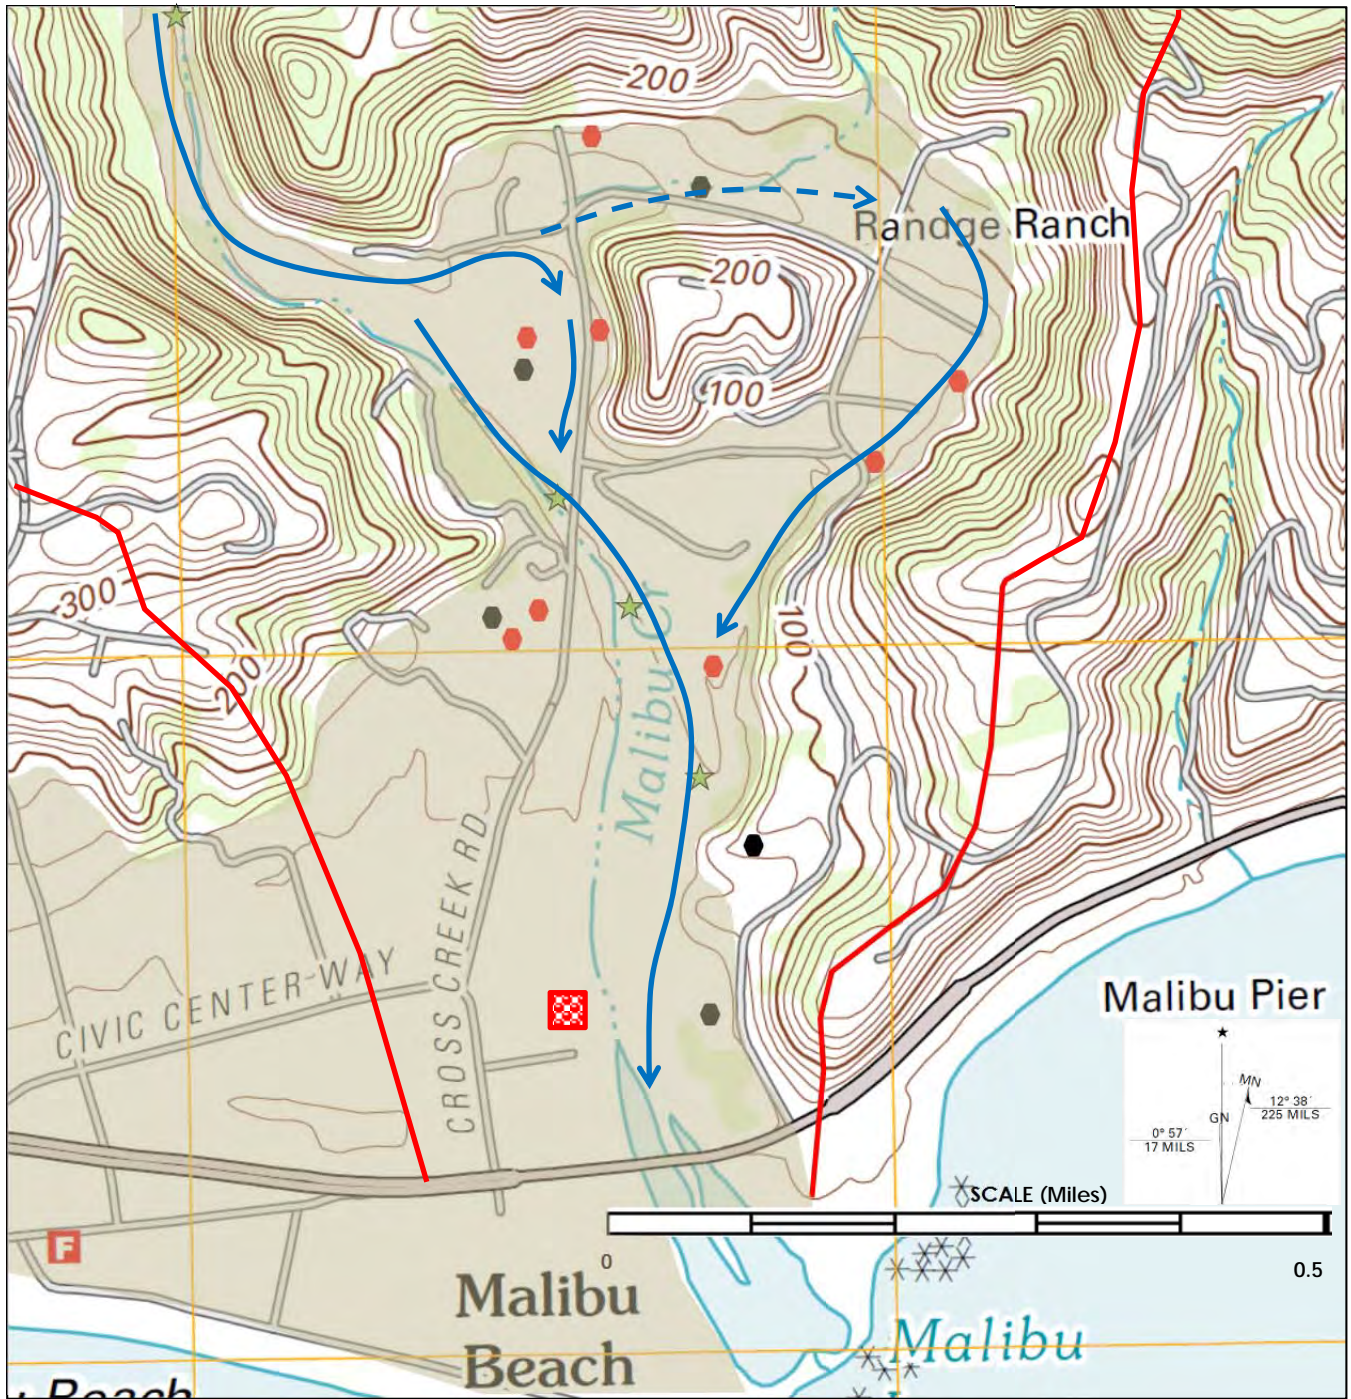 200
Randge Ranch
200
100
300
100
200
Malibu Cr
CROSS CREEK RD
CIVIC CENTER WAY
Malibu Pier
MN
GN
12° 38´
225 MILS
0° 57´
17 MILS
SCALE (Miles)
0
0.5
F
Malibu
Beach
Malibu
Beach